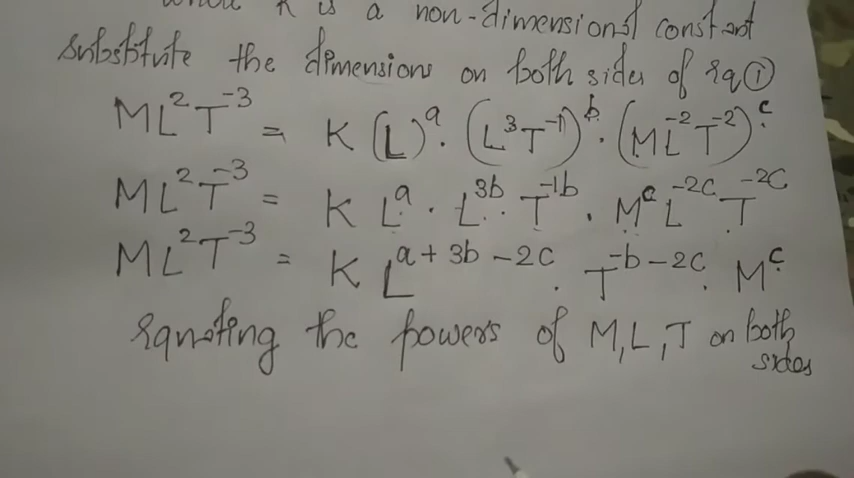 K is a non-dimensional constant
substitute the dimensions on both sides of eq①
ML²T⁻³ = K (L)ᵃ. (L³T⁻¹)ᵇ. (ML⁻²T⁻²)ᶜ
ML²T⁻³ = K Lᵃ. L³ᵇ. T⁻¹ᵇ. Mᶜ L⁻²ᶜ T⁻²ᶜ
ML²T⁻³ = K Lᵃ⁺³ᵇ⁻²ᶜ. T⁻ᵇ⁻²ᶜ. Mᶜ
Equating the powers of M, L, T on both
sides